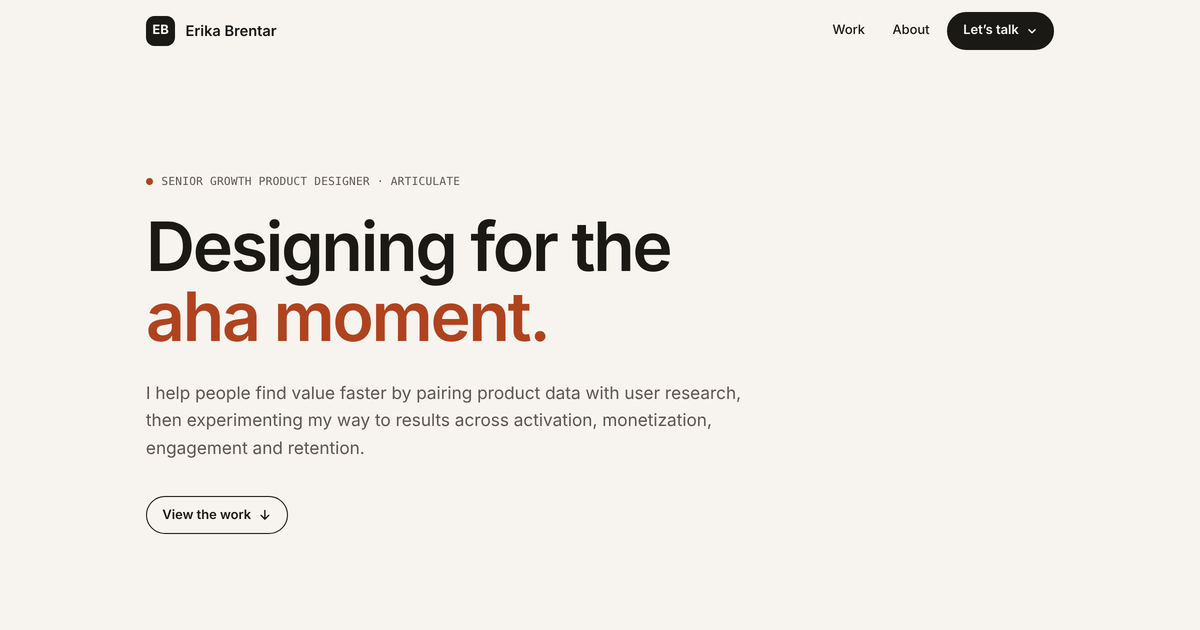 EB
Erika Brentar
Work
About
Let’s talk
SENIOR GROWTH PRODUCT DESIGNER · ARTICULATE
Designing for the
aha moment.
I help people find value faster by pairing product data with user research,
then experimenting my way to results across activation, monetization,
engagement and retention.
View the work ↓